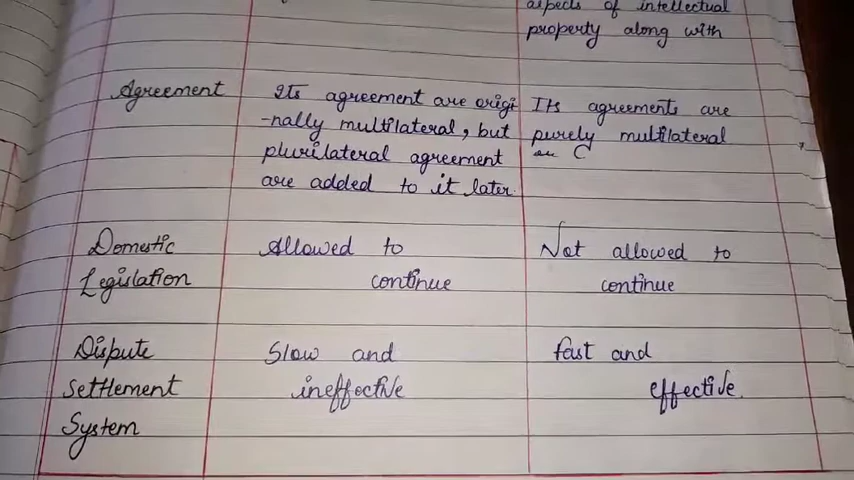 aspects of intellectual
property along with
Agreement
Its agreement are origi
-nally multilateral, but
plurilateral agreement
are added to it later.
Its agreements are
purely multilateral
Domestic
Legislation
Allowed to
continue
Not allowed to
continue
Dispute
Settlement
System
Slow and
ineffective
fast and
effective.